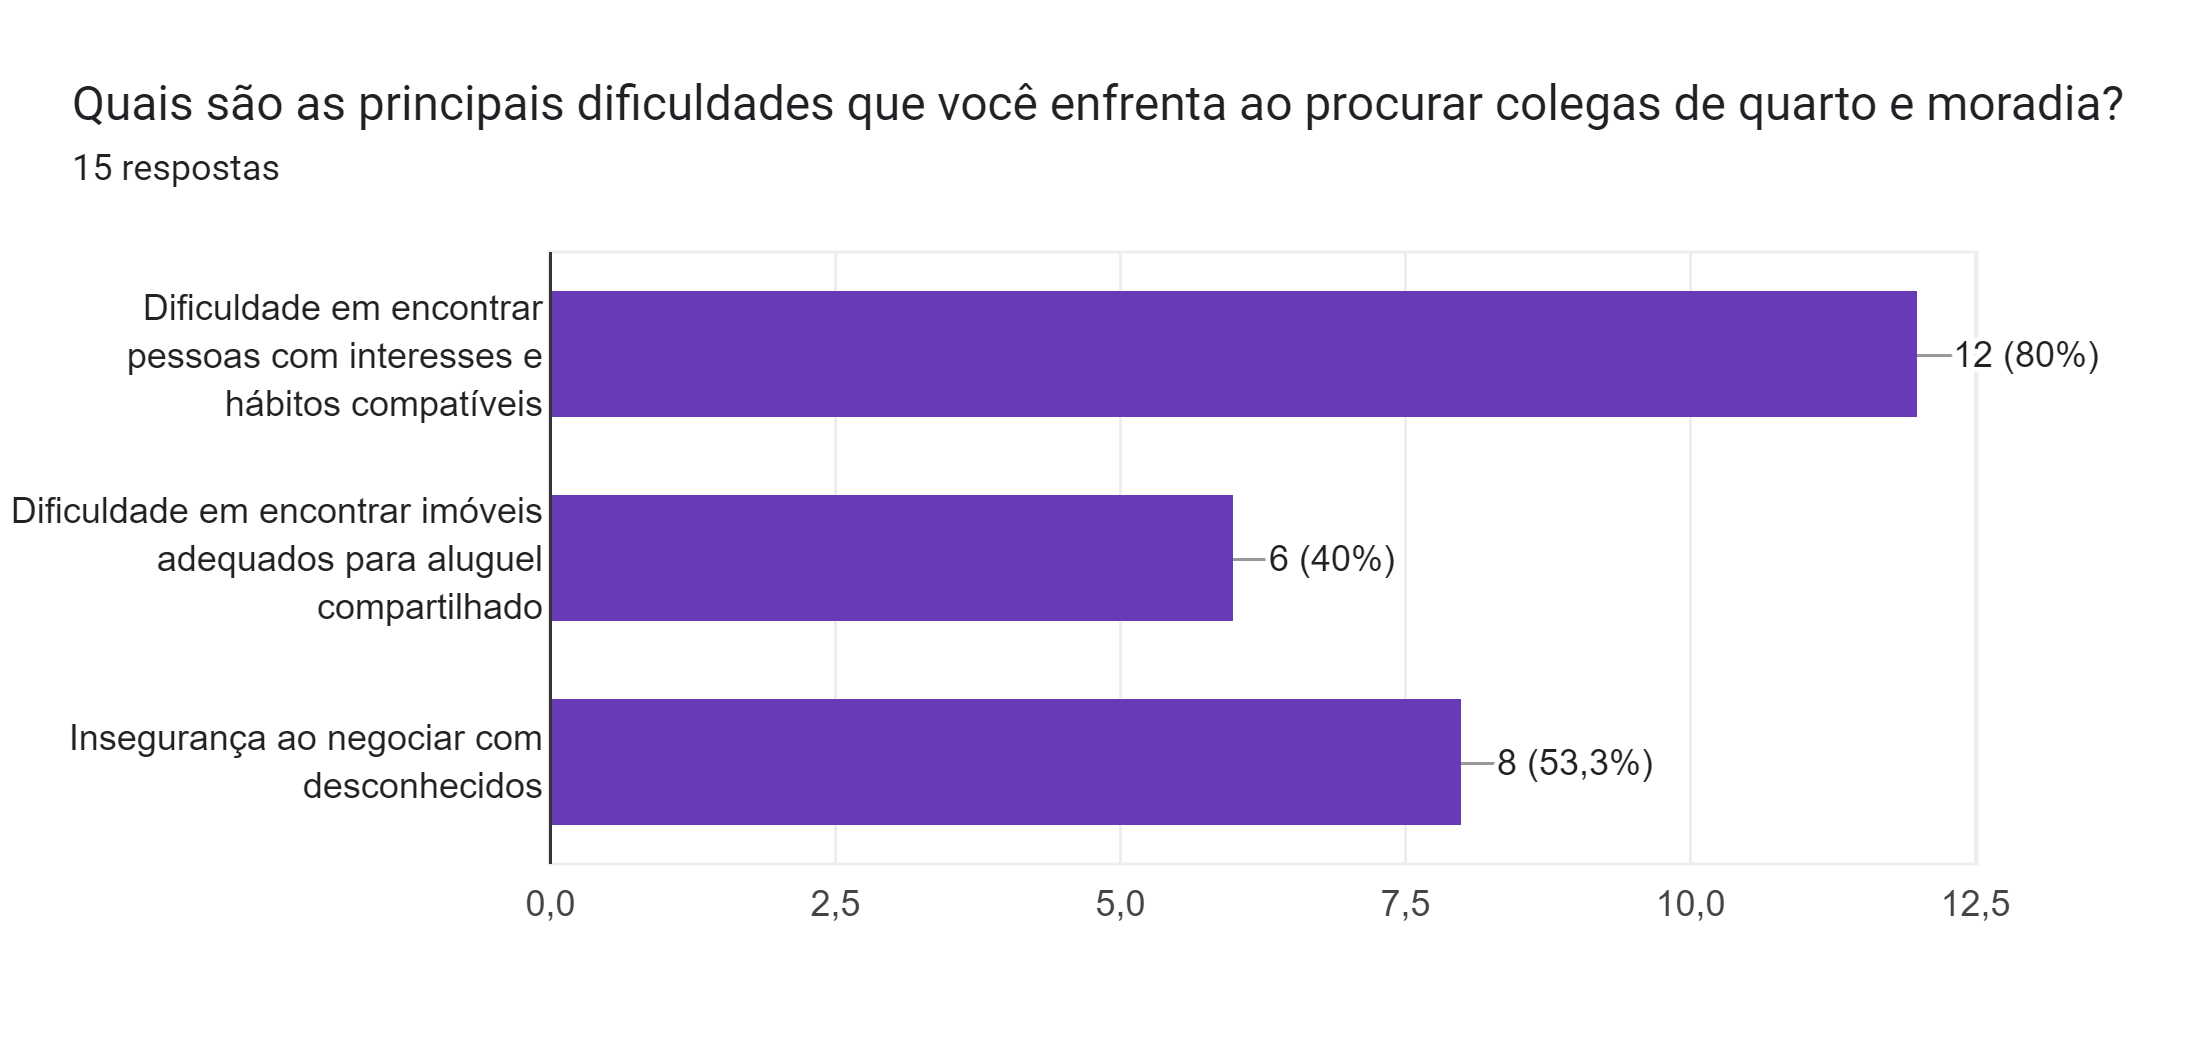 Quais são as principais dificuldades que você enfrenta ao procurar colegas de quarto e moradia?
15 respostas
Dificuldade em encontrar
pessoas com interesses e
hábitos compatíveis
12 (80%)
Dificuldade em encontrar imóveis
adequados para aluguel
compartilhado
6 (40%)
Insegurança ao negociar com
desconhecidos
8 (53,3%)
0,0 2,5 5,0 7,5 10,0 12,5